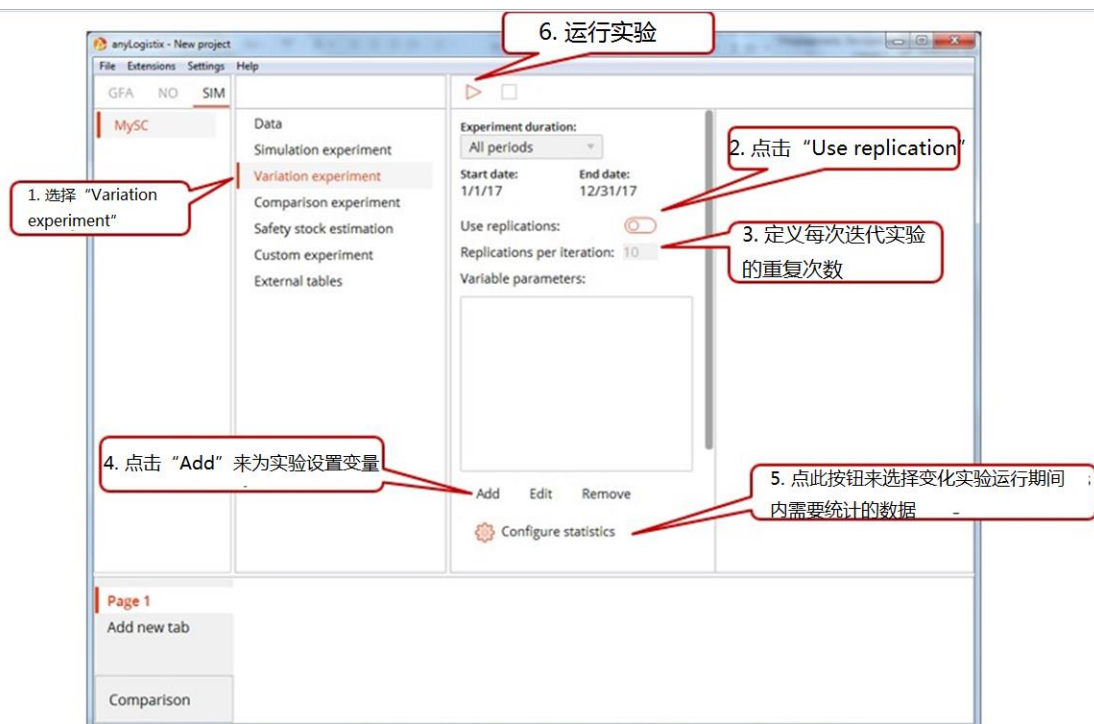 6. 运行实验
anyLogistix - New project
File Extensions Settings Help
GFA NO SIM
MySC
Data
Simulation experiment
Variation experiment
Comparison experiment
Safety stock estimation
Custom experiment
External tables
1. 选择“Variation
experiment”
Experiment duration:
All periods
Start date: End date:
1/1/17 12/31/17
Use replications:
Replications per iteration: 10
Variable parameters:
2. 点击“Use replication”
3. 定义每次迭代实验
的重复次数
4. 点击“Add”来为实验设置变量
Add Edit Remove
Configure statistics
5. 点此按钮来选择变化实验运行期间
内需要统计的数据
Page 1
Add new tab
Comparison